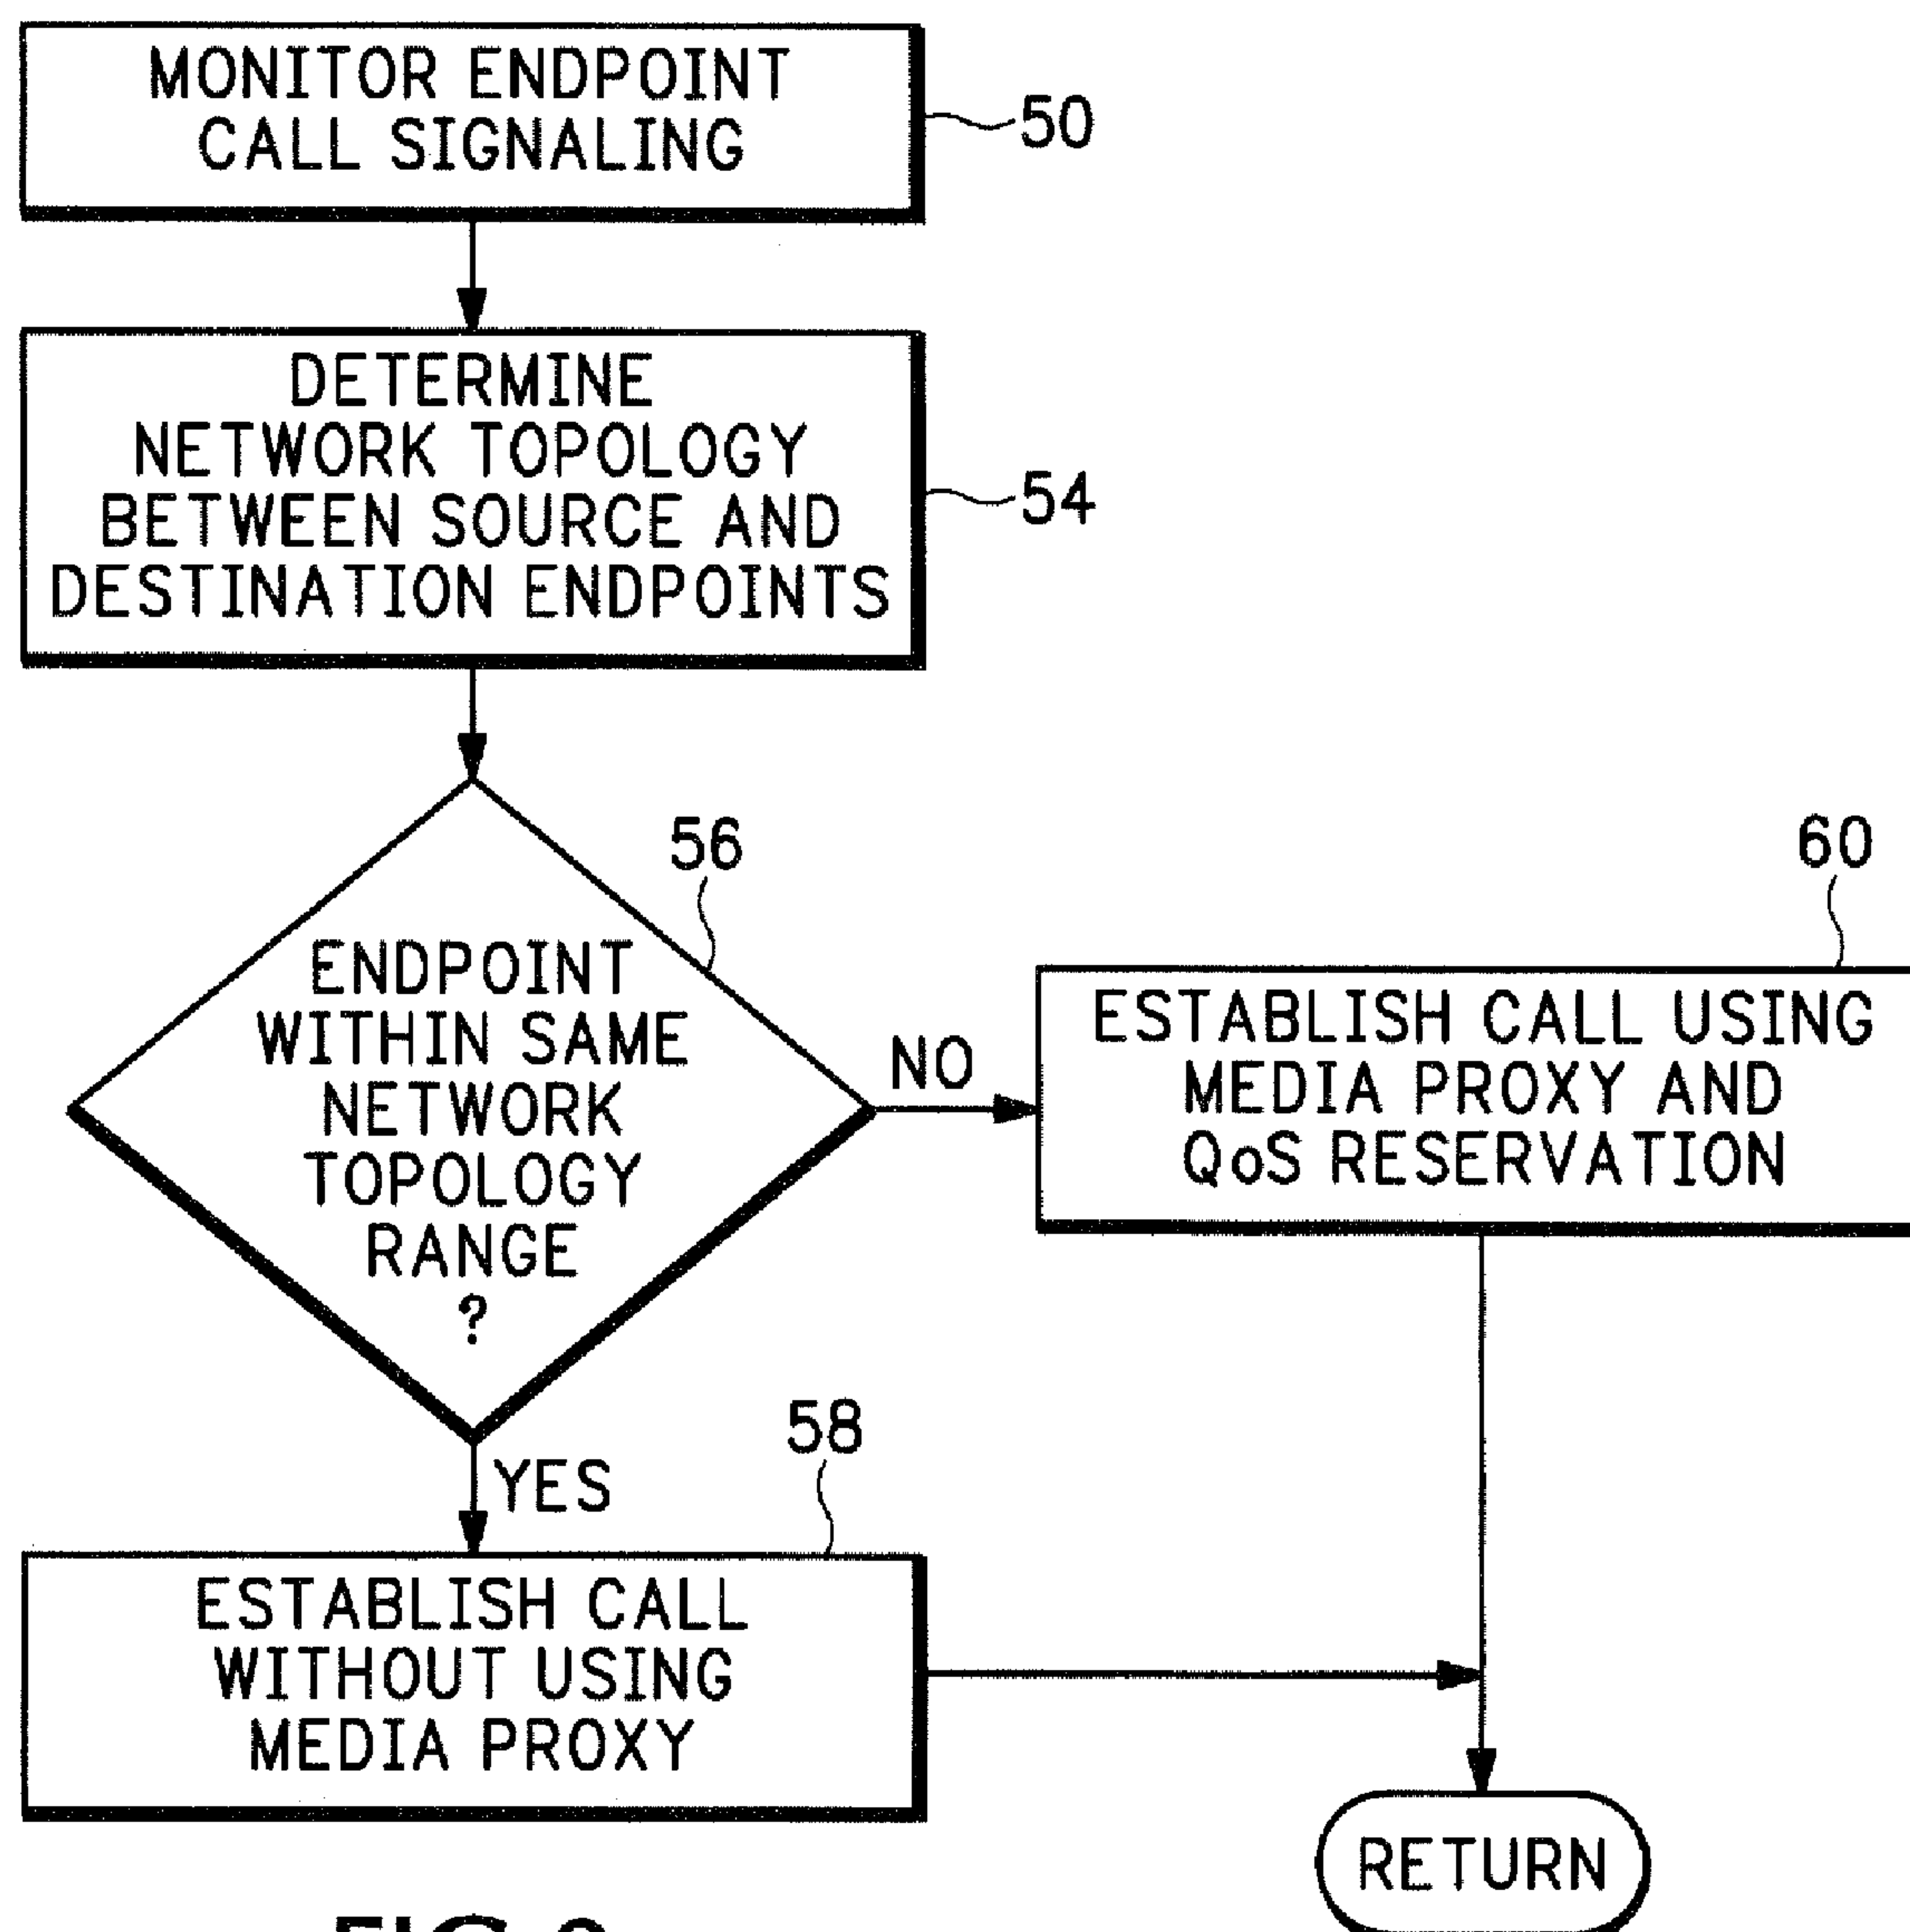 MONITOR ENDPOINT
CALL SIGNALING
50
DETERMINE
NETWORK TOPOLOGY
BETWEEN SOURCE AND
DESTINATION ENDPOINTS
54
56
ENDPOINT
WITHIN SAME
NETWORK
TOPOLOGY
RANGE
?
NO
60
ESTABLISH CALL USING
MEDIA PROXY AND
QoS RESERVATION
YES
58
ESTABLISH CALL
WITHOUT USING
MEDIA PROXY
RETURN